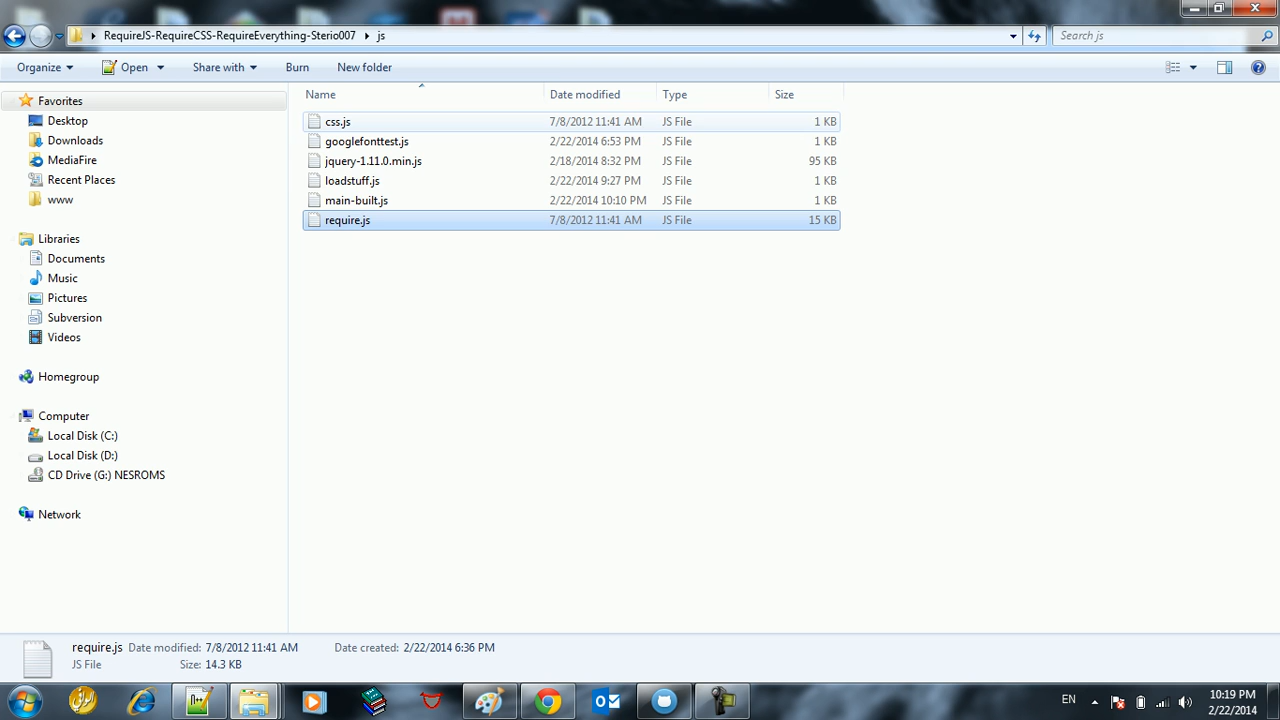 RequireJS-RequireCSS-RequireEverything-Sterio007 js
Search js
Organize Open Share with Burn New folder
Name Date modified Type Size
Favorites
Desktop
Downloads
MediaFire
Recent Places
www
Libraries
Documents
Music
Pictures
Subversion
Videos
Homegroup
Computer
Local Disk (C:)
Local Disk (D:)
CD Drive (G:) NESROMS
Network
css.js 7/8/2012 11:41 AM JS File 1 KB
googlefonttest.js 2/22/2014 6:53 PM JS File 1 KB
jquery-1.11.0.min.js 2/18/2014 8:32 PM JS File 95 KB
loadstuff.js 2/22/2014 9:27 PM JS File 1 KB
main-built.js 2/22/2014 10:10 PM JS File 1 KB
require.js 7/8/2012 11:41 AM JS File 15 KB
require.js Date modified: 7/8/2012 11:41 AM Date created: 2/22/2014 6:36 PM
JS File Size: 14.3 KB
EN
10:19 PM
2/22/2014